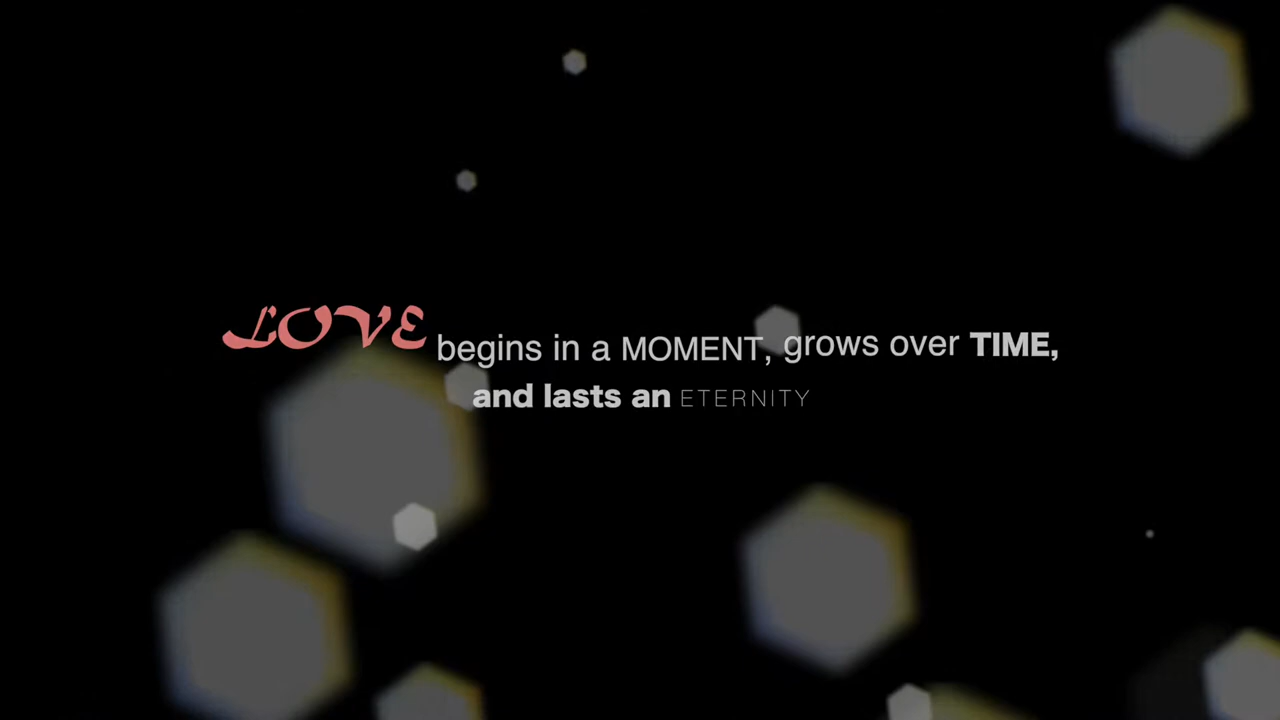 LOVE begins in a MOMENT, grows over TIME,
and lasts an ETERNITY